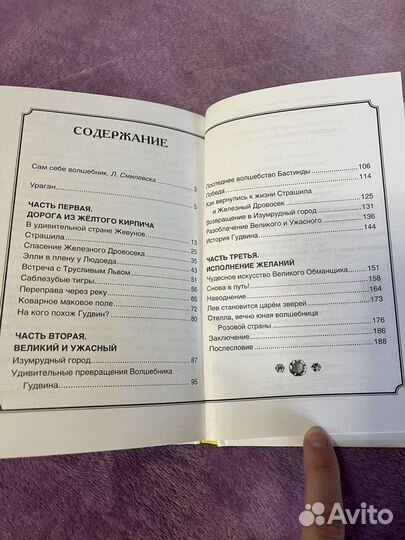 СОДЕРЖАНИЕ
Сам себе волшебник. Л. Смилевска 3
Ураган 5
ЧАСТЬ ПЕРВАЯ.
ДОРОГА ИЗ ЖЁЛТОГО КИРПИЧА
В удивительной стране Жевунов 13
Страшила 25
Спасение Железного Дровосека
Элли в плену у Людоеда
Встреча с Трусливым Львом
Саблезубые тигры
Переправа через реку 65
Коварное маковое поле 72
На кого похож Гудвин? 80
ЧАСТЬ ВТОРАЯ.
ВЕЛИКИЙ И УЖАСНЫЙ
Изумрудный город 87
Удивительные превращения Волшебника
Гудвина 95
Последнее волшебство Бастинды 106
Победа 114
Как вернулись к жизни Страшила
и Железный Дровосек 125
Возвращение в Изумрудный город 131
Разоблачение Великого и Ужасного 136
История Гудвина 144
ЧАСТЬ ТРЕТЬЯ.
ИСПОЛНЕНИЕ ЖЕЛАНИЙ
Чудесное искусство Великого Обманщика 151
Снова в путь! 158
Наводнение 164
Лев становится царём зверей 173
Стелла, вечно юная волшебница
Розовой страны 176
Заключение 186
Послесловие 188
Avito